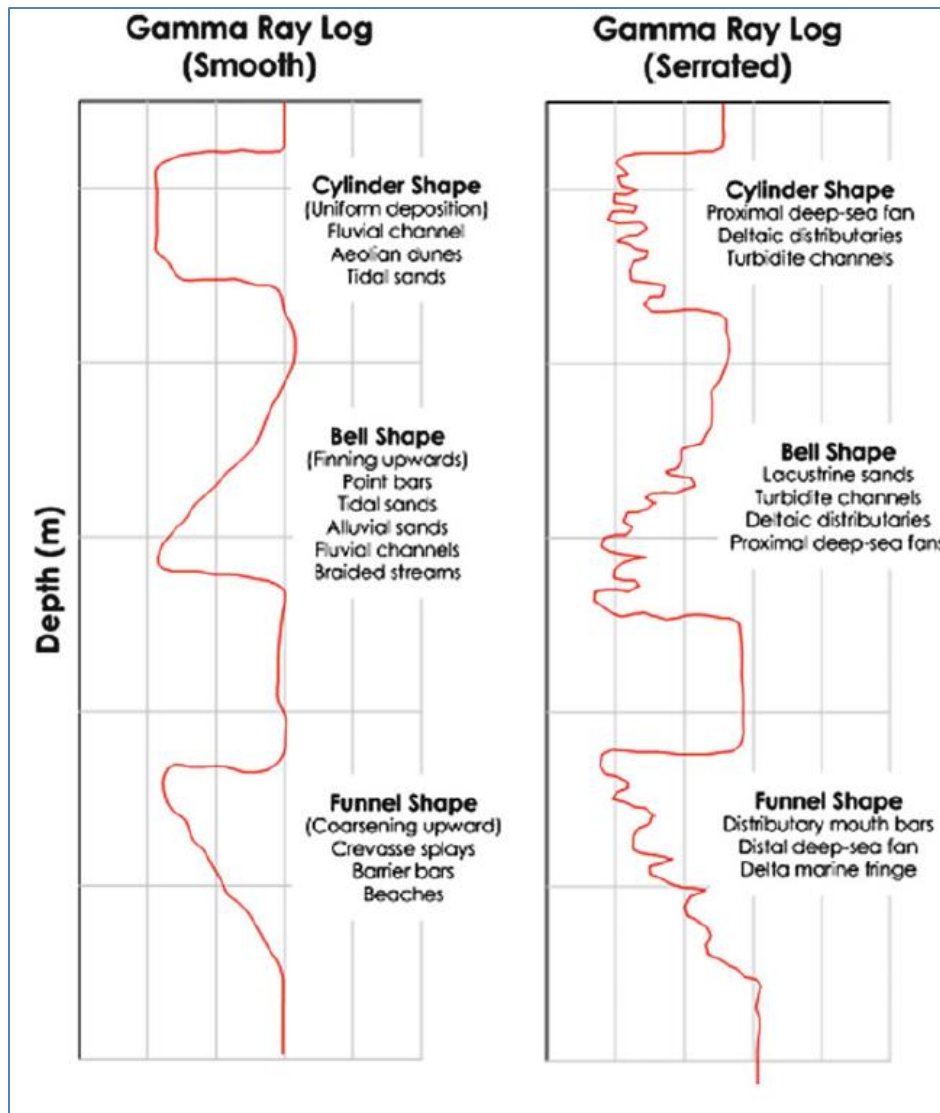 Gamma Ray Log
(Smooth)
Cylinder Shape
(Uniform deposition)
Fluvial channel
Aeolian dunes
Tidal sands
Bell Shape
(Finning upwards)
Point bars
Tidal sands
Alluvial sands
Fluvial channels
Braided streams
Funnel Shape
(Coarsening upward)
Crevasse splays
Barrier bars
Beaches
Depth (m)
Gamma Ray Log
(Serrated)
Cylinder Shape
Proximal deep-sea fan
Deltaic distributaries
Turbidite channels
Bell Shape
Lacustrine sands
Turbidite channels
Deltaic distributaries
Proximal deep-sea fans
Funnel Shape
Distributary mouth bars
Distal deep-sea fan
Delta marine fringe